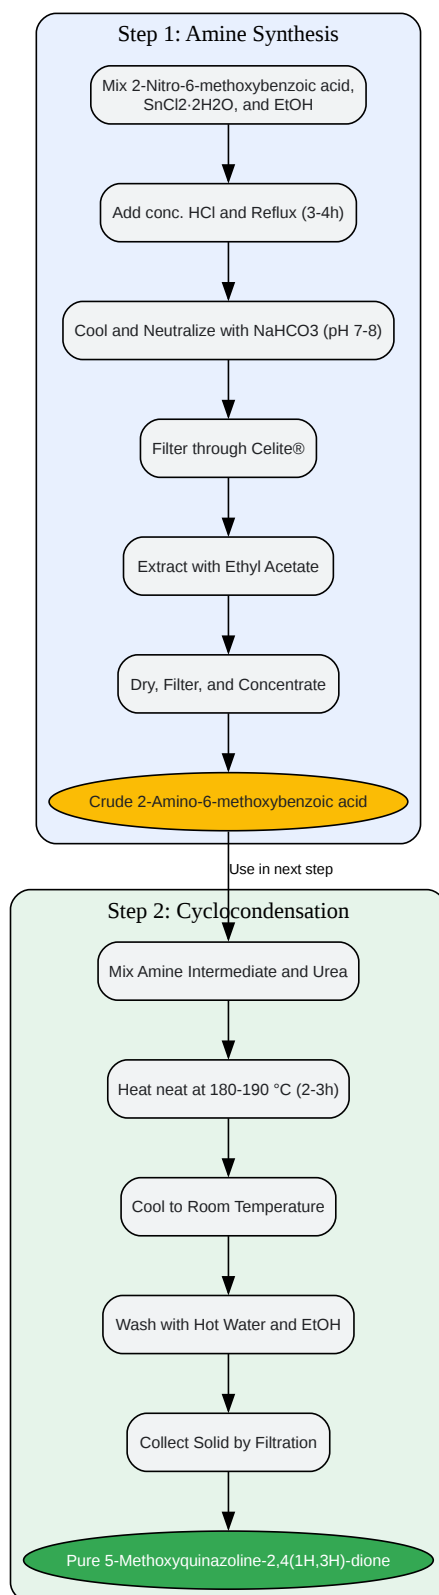 Step 1: Amine Synthesis
Mix 2-Nitro-6-methoxybenzoic acid,
SnCl2·2H2O, and EtOH
Add conc. HCl and Reflux (3-4h)
Cool and Neutralize with NaHCO3 (pH 7-8)
Filter through Celite®
Extract with Ethyl Acetate
Dry, Filter, and Concentrate
Crude 2-Amino-6-methoxybenzoic acid
Use in next step
Step 2: Cyclocondensation
Mix Amine Intermediate and Urea
Heat neat at 180-190 °C (2-3h)
Cool to Room Temperature
Wash with Hot Water and EtOH
Collect Solid by Filtration
Pure 5-Methoxyquinazoline-2,4(1H,3H)-dione